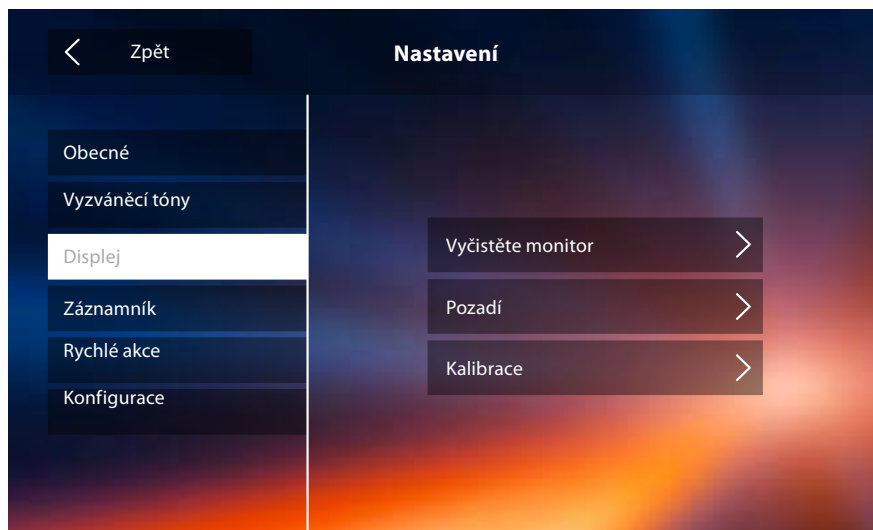 Zpět
Nastavení
Obecné
Vyzváněcí tóny
Displej
Záznamník
Rychlé akce
Konfigurace
Vyčistěte monitor
Pozadí
Kalibrace